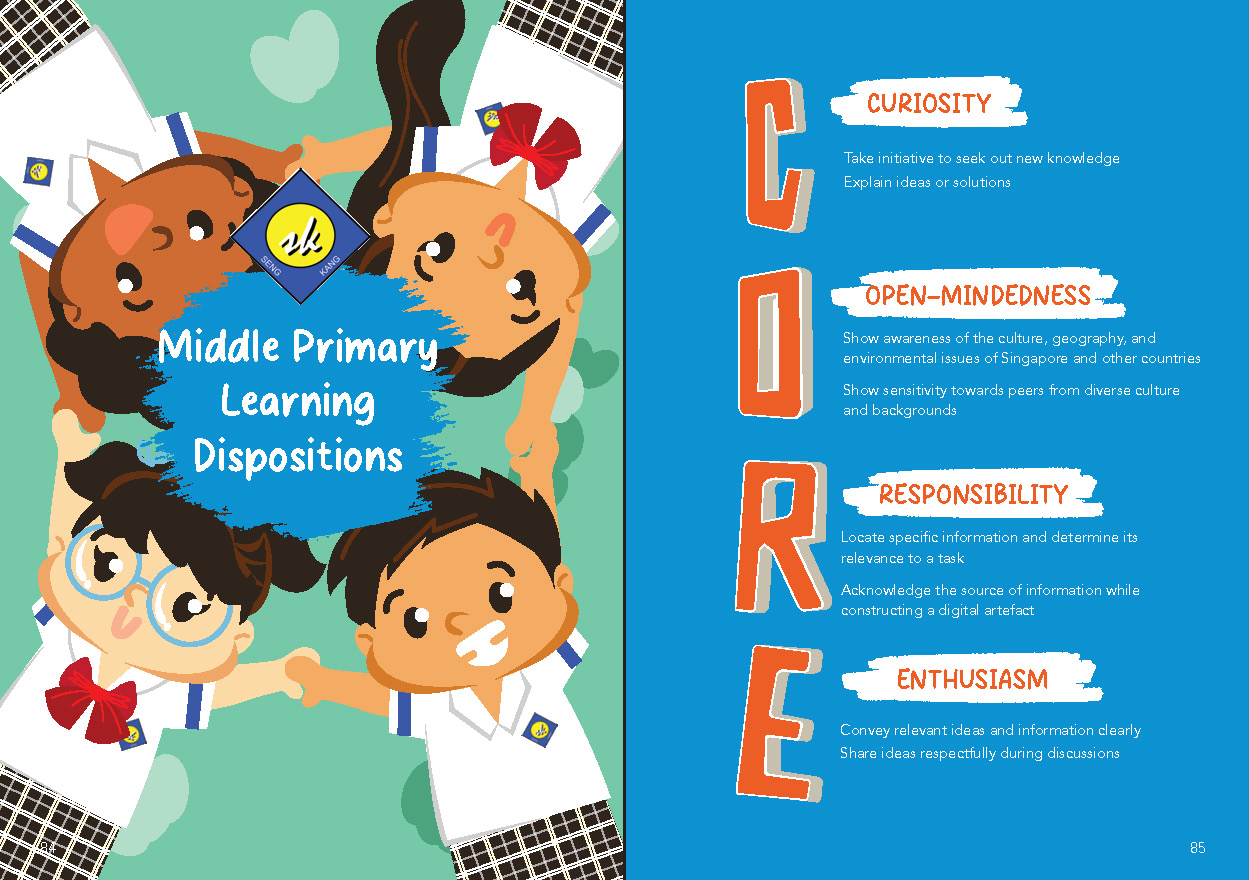 sk
SENG KANG
Middle Primary
Learning
Dispositions
84
C
CURIOSITY
Take initiative to seek out new knowledge
Explain ideas or solutions
O
OPEN-MINDEDNESS
Show awareness of the culture, geography, and
environmental issues of Singapore and other countries
Show sensitivity towards peers from diverse culture
and backgrounds
R
RESPONSIBILITY
Locate specific information and determine its
relevance to a task
Acknowledge the source of information while
constructing a digital artefact
E
ENTHUSIASM
Convey relevant ideas and information clearly
Share ideas respectfully during discussions
85